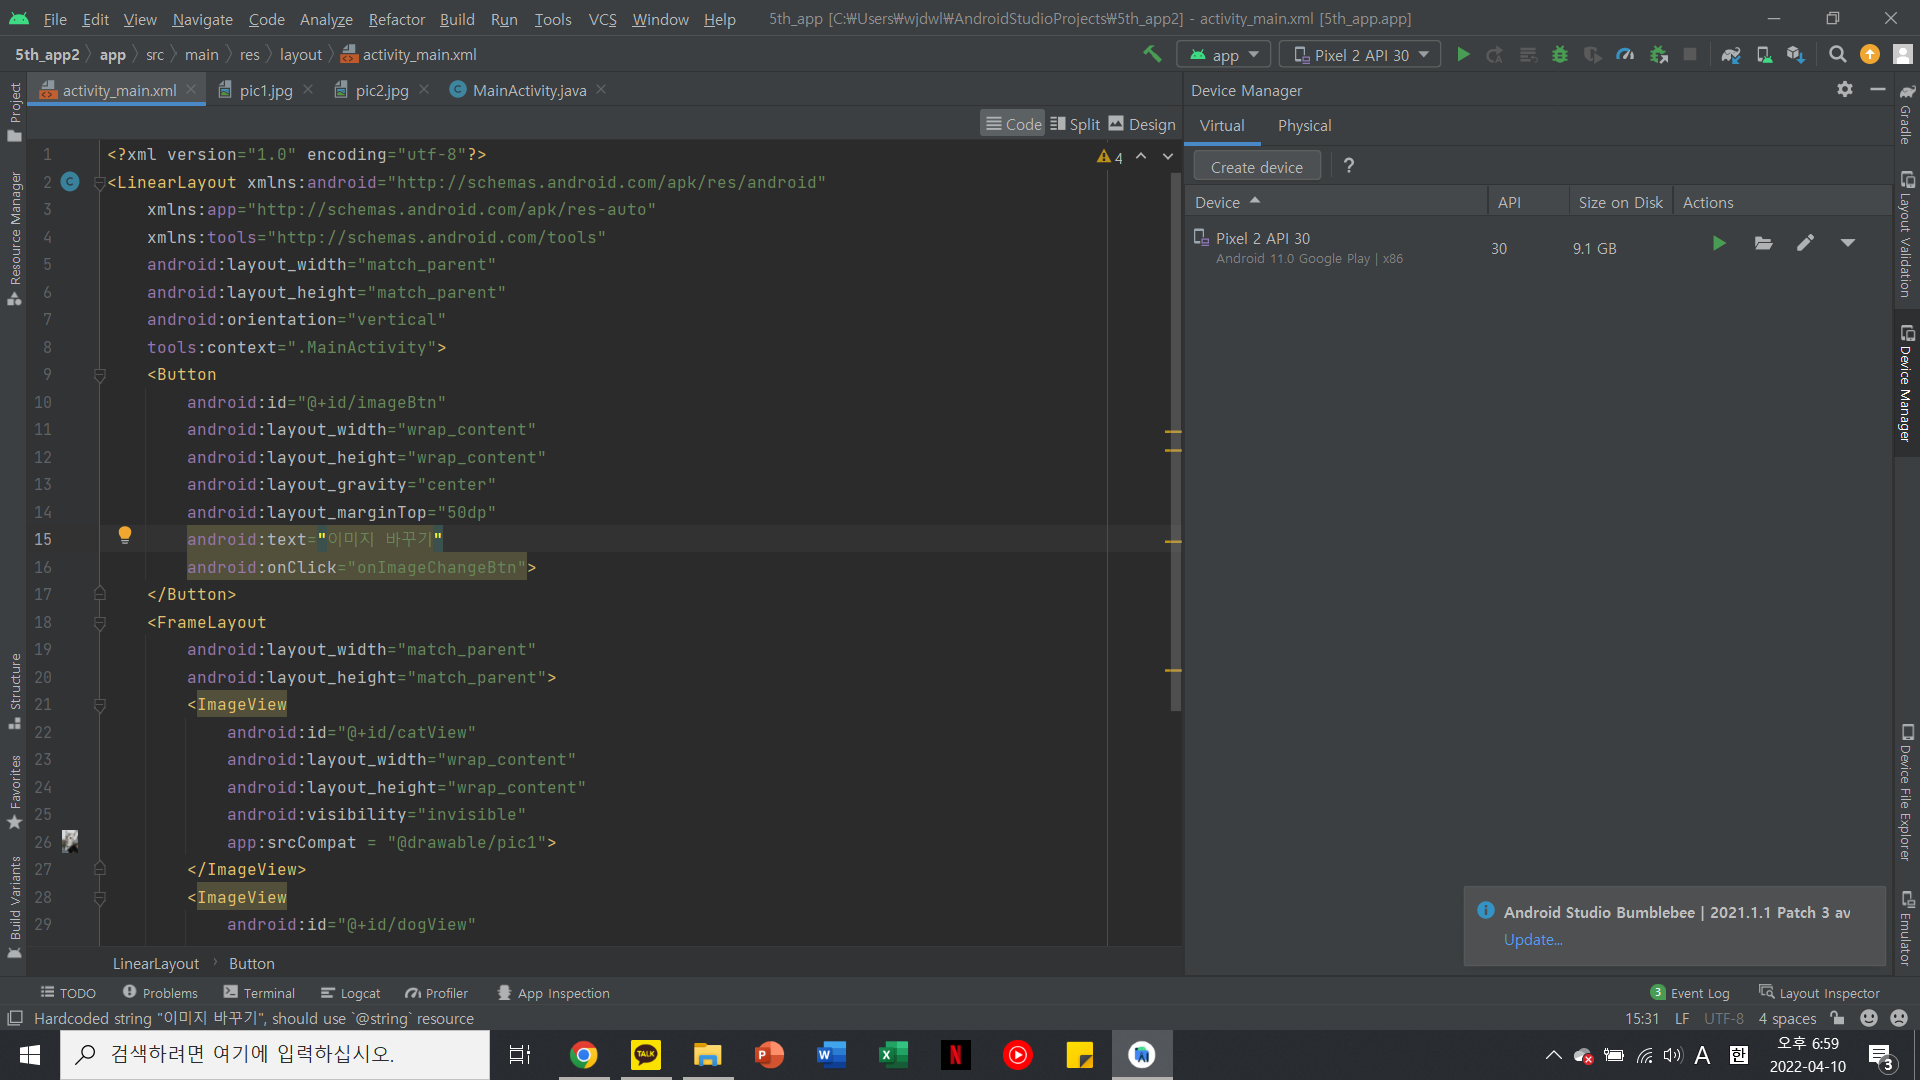 File Edit View Navigate Code Analyze Refactor Build Run Tools VCS Window Help 5th_app [C:₩Users₩wjdwl₩AndroidStudioProjects₩5th_app2] - activity_main.xml [5th_app.app]
5th_app2 app src main res layout activity_main.xml app Pixel 2 API 30
activity_main.xml pic1.jpg pic2.jpg MainActivity.java
Code Split Design
4
1 <?xml version="1.0" encoding="utf-8"?>
2 <LinearLayout xmlns:android="http://schemas.android.com/apk/res/android"
3 xmlns:app="http://schemas.android.com/apk/res-auto"
4 xmlns:tools="http://schemas.android.com/tools"
5 android:layout_width="match_parent"
6 android:layout_height="match_parent"
7 android:orientation="vertical"
8 tools:context=".MainActivity">
9 <Button
10 android:id="@+id/imageBtn"
11 android:layout_width="wrap_content"
12 android:layout_height="wrap_content"
13 android:layout_gravity="center"
14 android:layout_marginTop="50dp"
15 android:text="이미지 바꾸기"
16 android:onClick="onImageChangeBtn">
17 </Button>
18 <FrameLayout
19 android:layout_width="match_parent"
20 android:layout_height="match_parent">
21 <ImageView
22 android:id="@+id/catView"
23 android:layout_width="wrap_content"
24 android:layout_height="wrap_content"
25 android:visibility="invisible"
26 app:srcCompat = "@drawable/pic1">
27 </ImageView>
28 <ImageView
29 android:id="@+id/dogView"
LinearLayout Button
Device Manager
Virtual Physical
Create device ?
Device API Size on Disk Actions
Pixel 2 API 30
Android 11.0 Google Play | x86
30 9.1 GB
Android Studio Bumblebee | 2021.1.1 Patch 3 av
Update...
Project
Resource Manager
Structure
Favorites
Build Variants
Gradle
Layout Validation
Device Manager
Device File Explorer
Emulator
TODO Problems Terminal Logcat Profiler App Inspection 3 Event Log Layout Inspector
Hardcoded string "이미지 바꾸기", should use `@string` resource 15:31 LF UTF-8 4 spaces
검색하려면 여기에 입력하십시오.
TALK
P
W
X
N
A 한
오후 6:59
2022-04-10
3